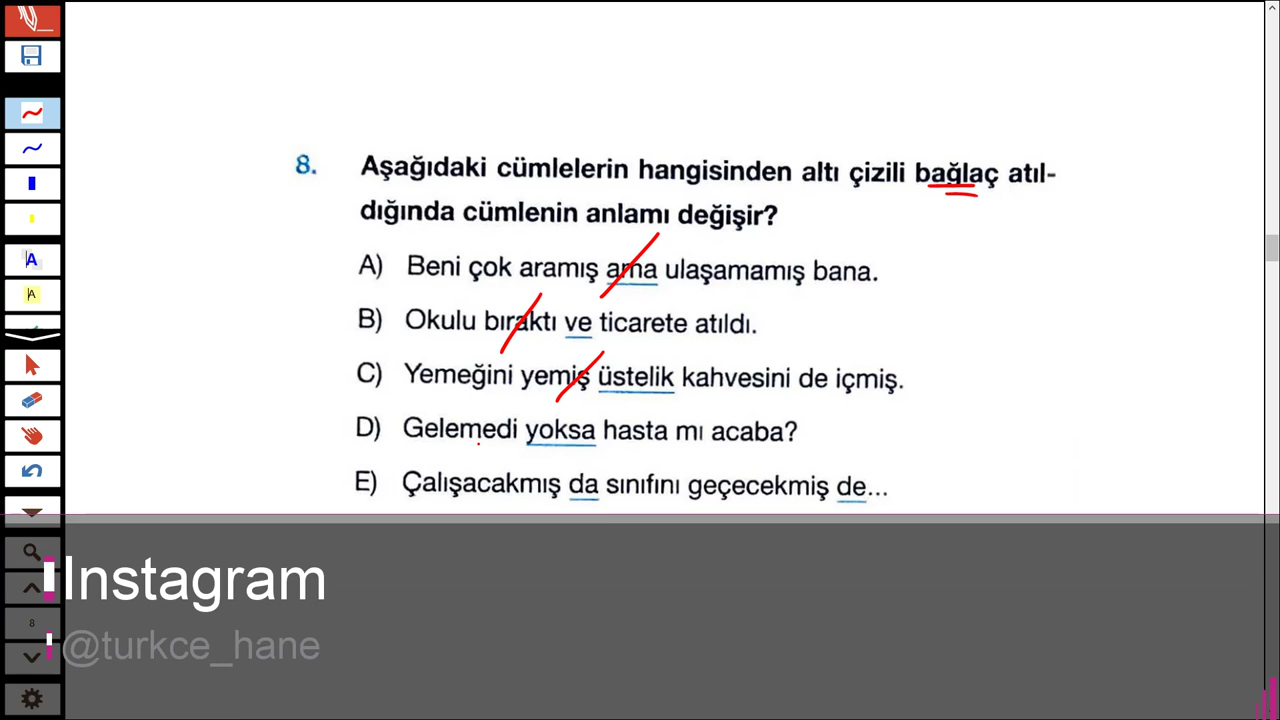 8. Aşağıdaki cümlelerin hangisinden altı çizili bağlaç atıl-
dığında cümlenin anlamı değişir?
A) Beni çok aramış ama ulaşamamış bana.
B) Okulu bıraktı ve ticarete atıldı.
C) Yemeğini yemiş üstelik kahvesini de içmiş.
D) Gelemedi yoksa hasta mı acaba?
E) Çalışacakmış da sınıfını geçecekmiş de...
A
A
8
Instagram
@turkce_hane